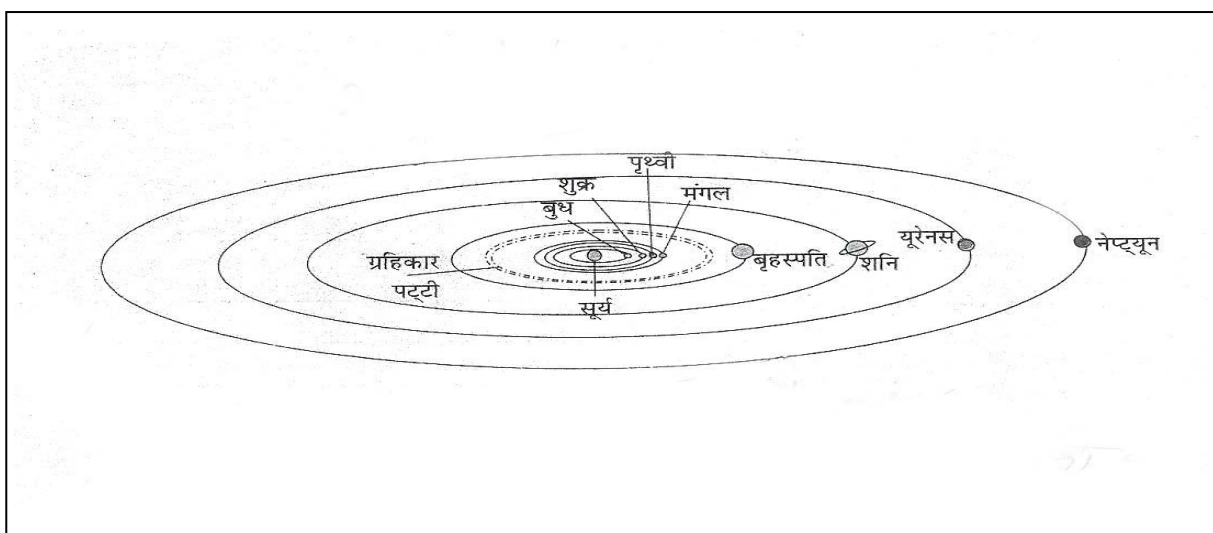 पृथ्वी
शुक्र
मंगल
बुध
यूरेनस
नेप्ट्यून
बृहस्पति
शनि
ग्रहिकार
पट्टी
सूर्य